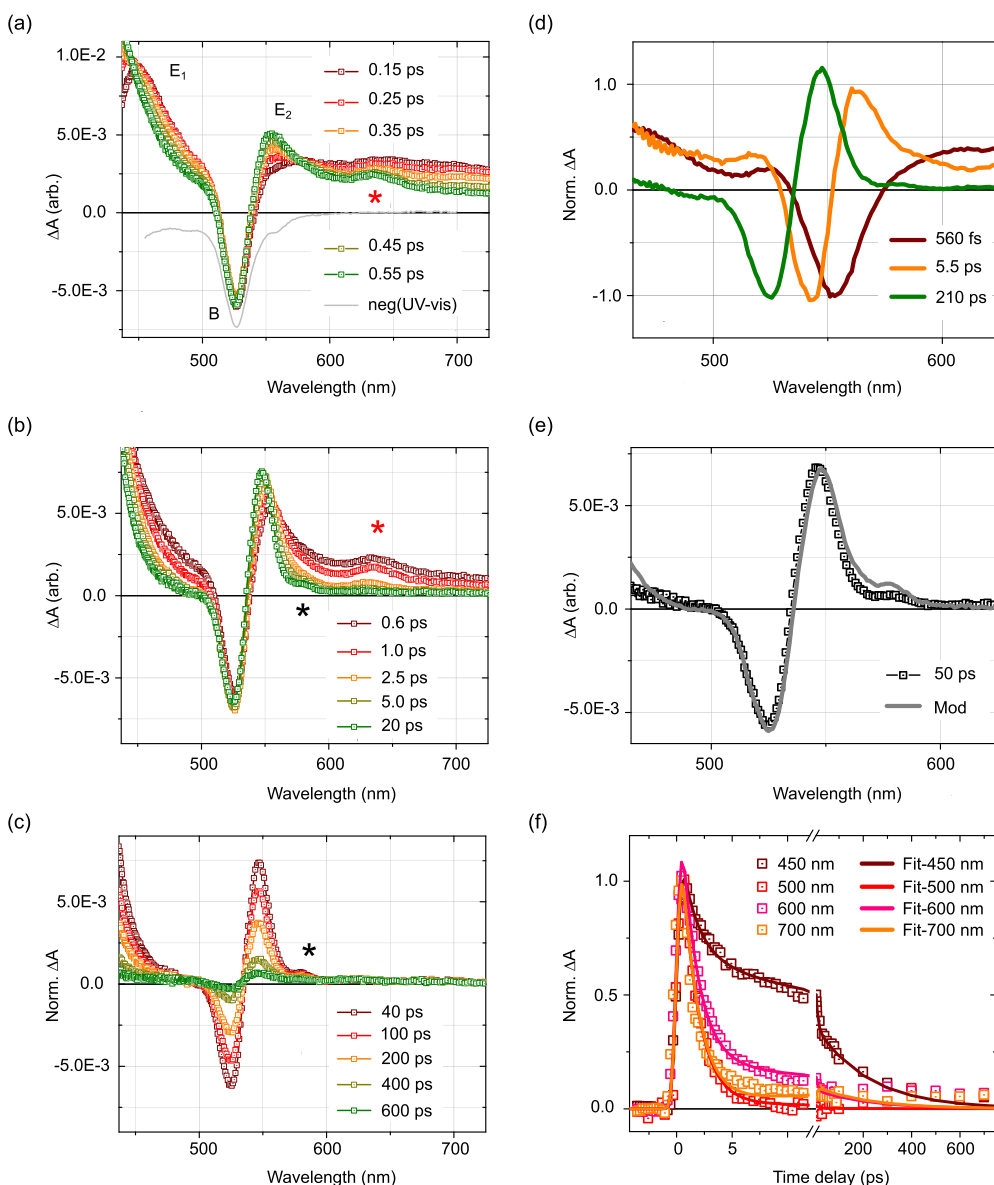 (a)
1.0E-2
5.0E-3
0.0
-5.0E-3
ΔA (arb.)
E1
E2
B
*
0.15 ps
0.25 ps
0.35 ps
0.45 ps
0.55 ps
neg(UV-vis)
500
600
700
Wavelength (nm)
(d)
1.0
0.0
-1.0
Norm. ΔA
560 fs
5.5 ps
210 ps
500
600
Wavelength (nm)
(b)
5.0E-3
0.0
-5.0E-3
ΔA (arb.)
*
*
0.6 ps
1.0 ps
2.5 ps
5.0 ps
20 ps
500
600
700
Wavelength (nm)
(e)
5.0E-3
0.0
-5.0E-3
ΔA (arb.)
50 ps
Mod
500
600
Wavelength (nm)
(c)
5.0E-3
0.0
-5.0E-3
Norm. ΔA
*
40 ps
100 ps
200 ps
400 ps
600 ps
500
600
700
Wavelength (nm)
(f)
1.0
0.5
0.0
Norm. ΔA
450 nm Fit-450 nm
500 nm Fit-500 nm
600 nm Fit-600 nm
700 nm Fit-700 nm
0 5 200 400 600
Time delay (ps)